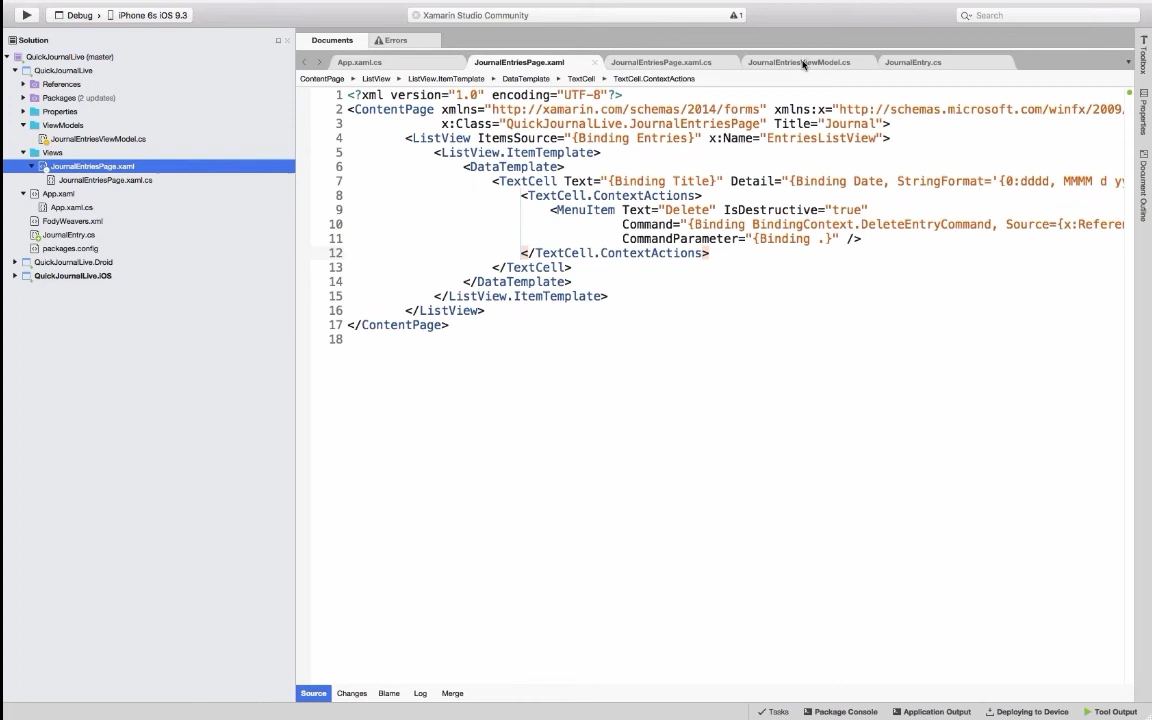 Debug
iPhone 6s iOS 9.3
Xamarin Studio Community
1
Search
Solution
QuickJournalLive (master)
QuickJournalLive
References
Packages (2 updates)
Properties
ViewModels
JournalEntriesViewModel.cs
Views
JournalEntriesPage.xaml
JournalEntriesPage.xaml.cs
App.xaml
App.xaml.cs
FodyWeavers.xml
JournalEntry.cs
packages.config
QuickJournalLive.Droid
QuickJournalLive.iOS
Documents
Errors
App.xaml.cs
JournalEntriesPage.xaml
JournalEntriesPage.xaml.cs
JournalEntriesViewModel.cs
JournalEntry.cs
ContentPage ListView ListView.ItemTemplate DataTemplate TextCell TextCell.ContextActions
1 <?xml version="1.0" encoding="UTF-8"?>
2 <ContentPage xmlns="http://xamarin.com/schemas/2014/forms" xmlns:x="http://schemas.microsoft.com/winfx/2009/
3 x:Class="QuickJournalLive.JournalEntriesPage" Title="Journal">
4 <ListView ItemsSource="{Binding Entries}" x:Name="EntriesListView">
5 <ListView.ItemTemplate>
6 <DataTemplate>
7 <TextCell Text="{Binding Title}" Detail="{Binding Date, StringFormat='{0:dddd, MMMM d yy
8 <TextCell.ContextActions>
9 <MenuItem Text="Delete" IsDestructive="true"
10 Command="{Binding BindingContext.DeleteEntryCommand, Source={x:Refere
11 CommandParameter="{Binding .}" />
12 </TextCell.ContextActions>
13 </TextCell>
14 </DataTemplate>
15 </ListView.ItemTemplate>
16 </ListView>
17 </ContentPage>
18
Toolbox
Properties
Document Outline
Source Changes Blame Log Merge
Tasks Package Console Application Output Deploying to Device Tool Output